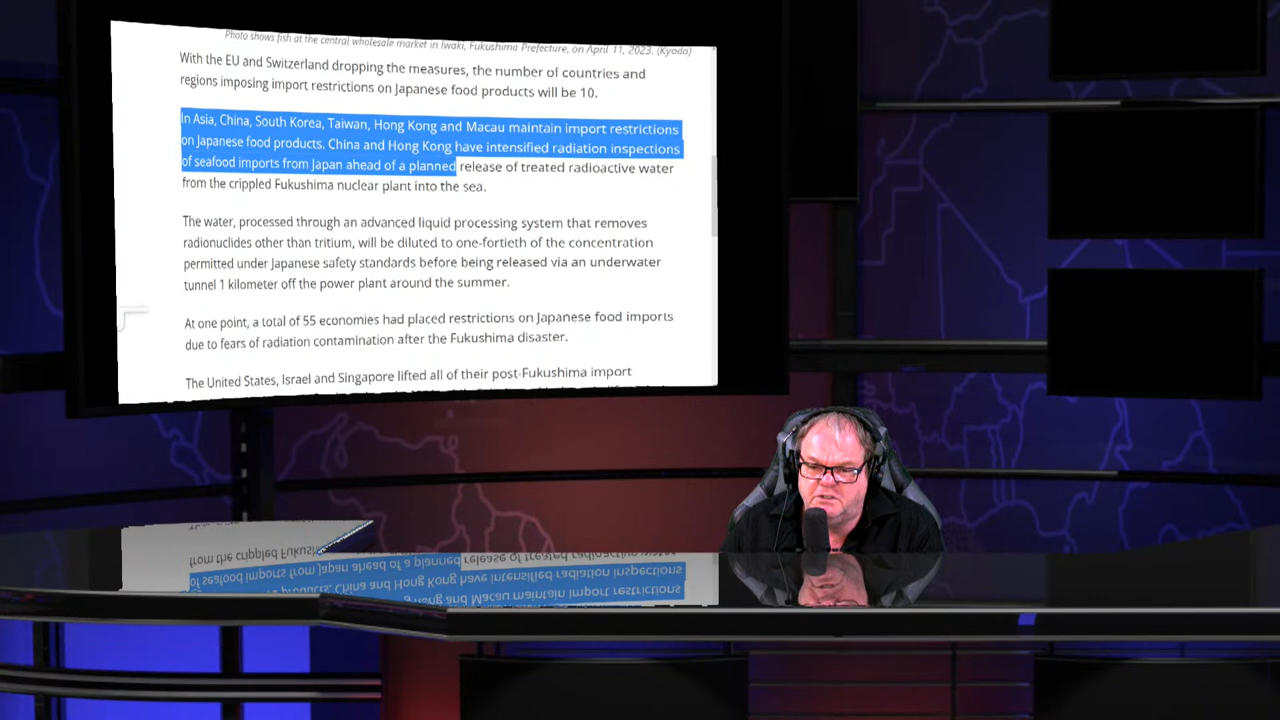 Photo shows fish at the central wholesale market in Iwaki, Fukushima Prefecture, on April 11, 2023. (Kyodo)
With the EU and Switzerland dropping the measures, the number of countries and
regions imposing import restrictions on Japanese food products will be 10.
In Asia, China, South Korea, Taiwan, Hong Kong and Macau maintain import restrictions
on Japanese food products. China and Hong Kong have intensified radiation inspections
of seafood imports from Japan ahead of a planned release of treated radioactive water
from the crippled Fukushima nuclear plant into the sea.
The water, processed through an advanced liquid processing system that removes
radionuclides other than tritium, will be diluted to one-fortieth of the concentration
permitted under Japanese safety standards before being released via an underwater
tunnel 1 kilometer off the power plant around the summer.
At one point, a total of 55 economies had placed restrictions on Japanese food imports
due to fears of radiation contamination after the Fukushima disaster.
The United States, Israel and Singapore lifted all of their post-Fukushima import